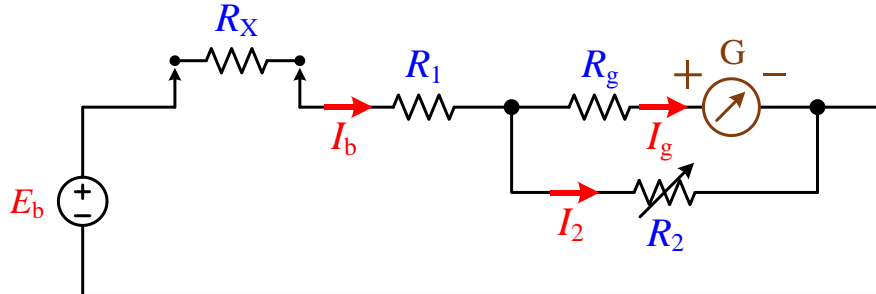 R_X
R_1
R_g
G
+ −
I_b
I_g
E_b
+
−
I_2
R_2